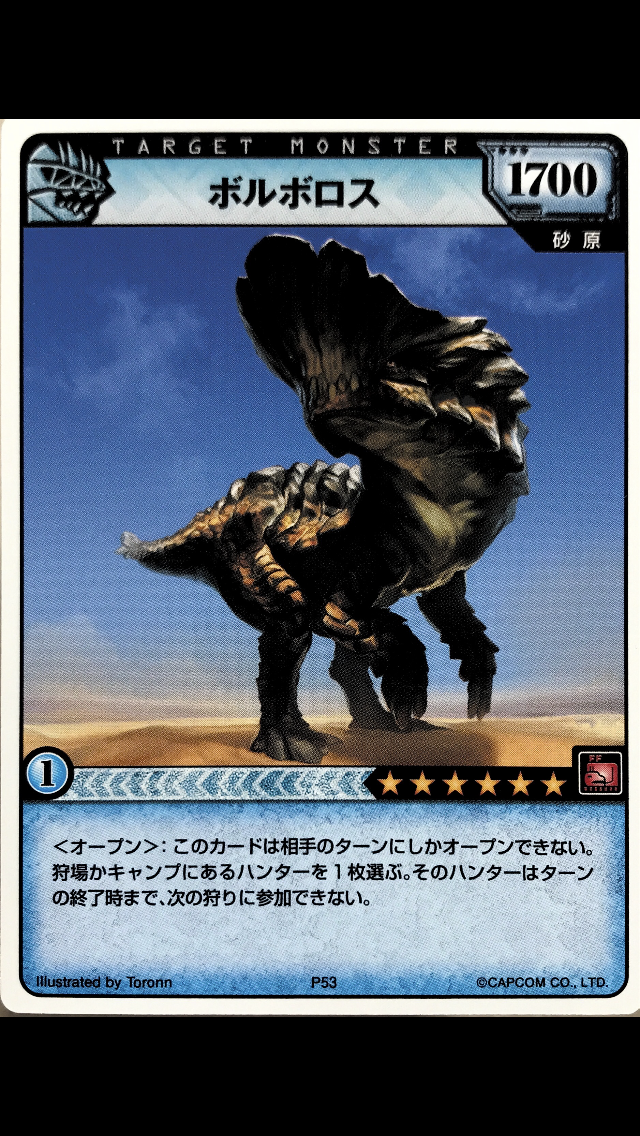 TARGET MONSTER
ボルボロス
1700
砂原
1
＜オープン＞：このカードは相手のターンにしかオープンできない。
狩場かキャンプにあるハンターを１枚選ぶ。そのハンターはターン
の終了時まで、次の狩りに参加できない。
Illustrated by Toronn
P53
©CAPCOM CO., LTD.